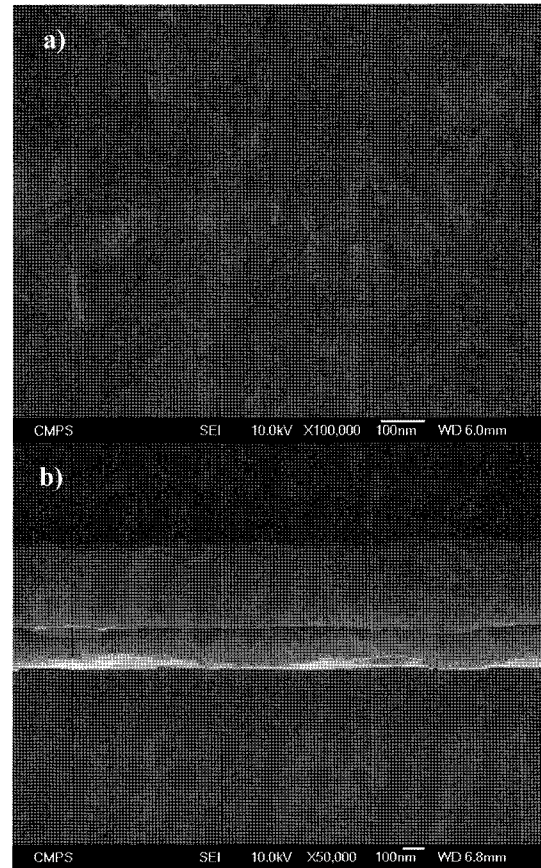 a)
CMPS SEI 10.0kV X100,000 100nm WD 6.0mm
b)
CMPS SEI 10.0kV X50,000 100nm WD 6.8mm